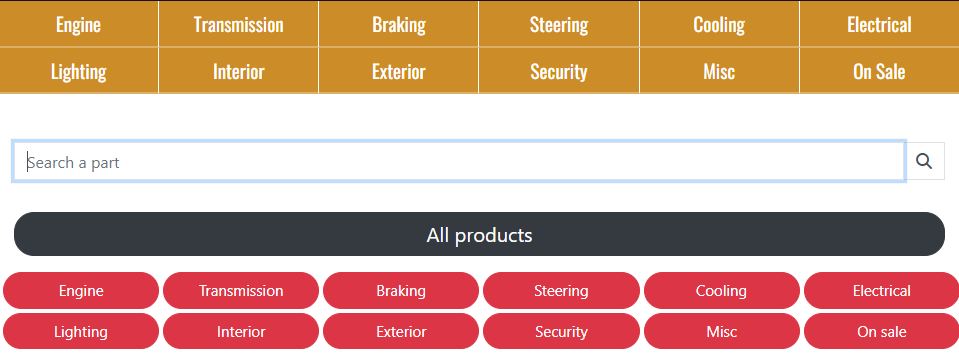 Engine Transmission Braking Steering Cooling Electrical
Lighting Interior Exterior Security Misc On Sale
Search a part
All products
Engine Transmission Braking Steering Cooling Electrical
Lighting Interior Exterior Security Misc On sale